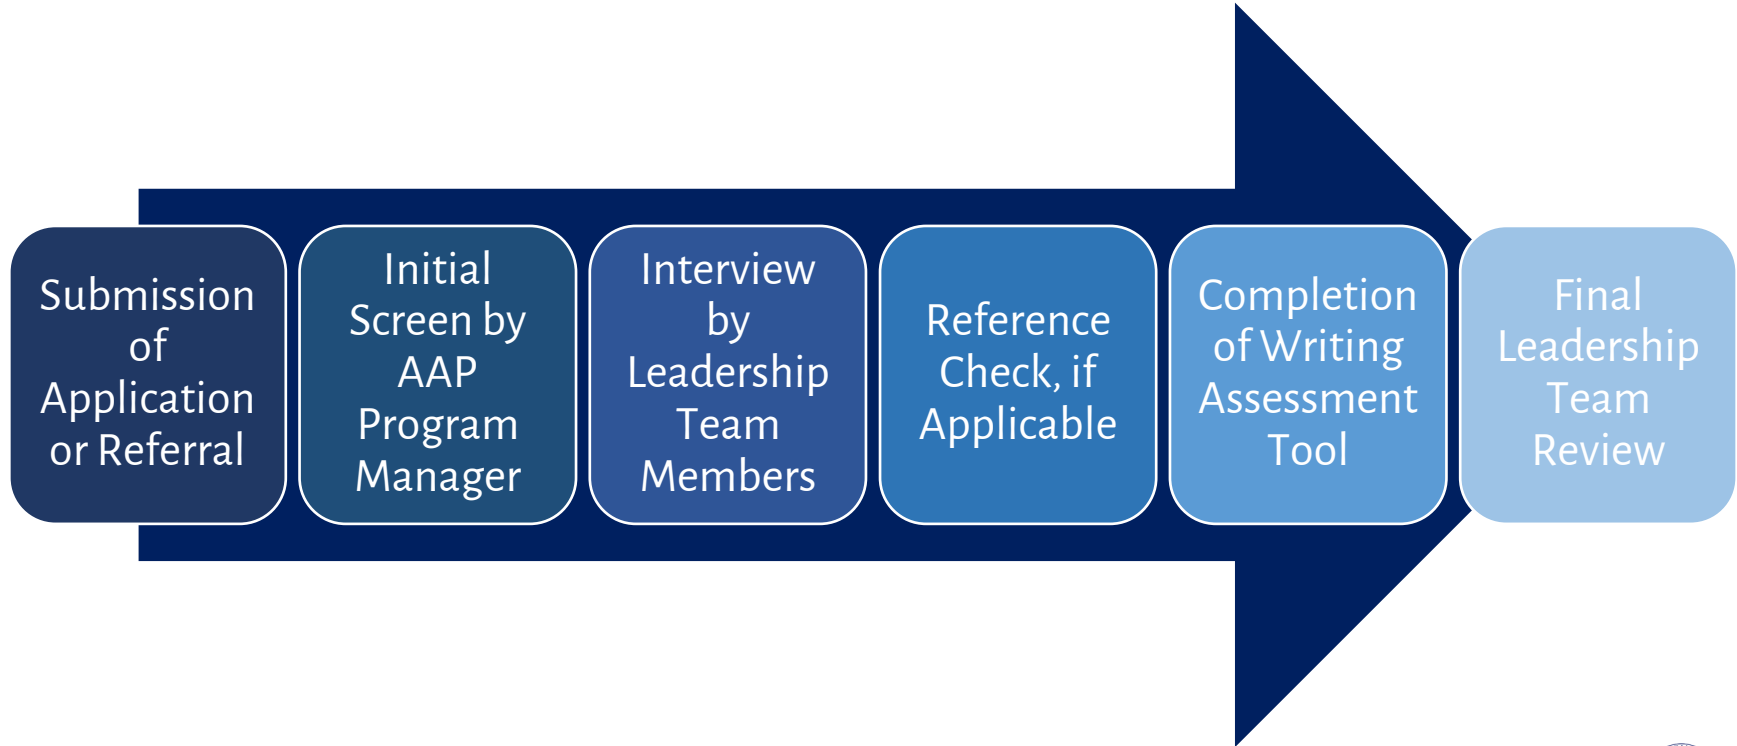 Submission
of
Application
or Referral
Initial
Screen by
AAP
Program
Manager
Interview
by
Leadership
Team
Members
Reference
Check, if
Applicable
Completion
of Writing
Assessment
Tool
Final
Leadership
Team
Review